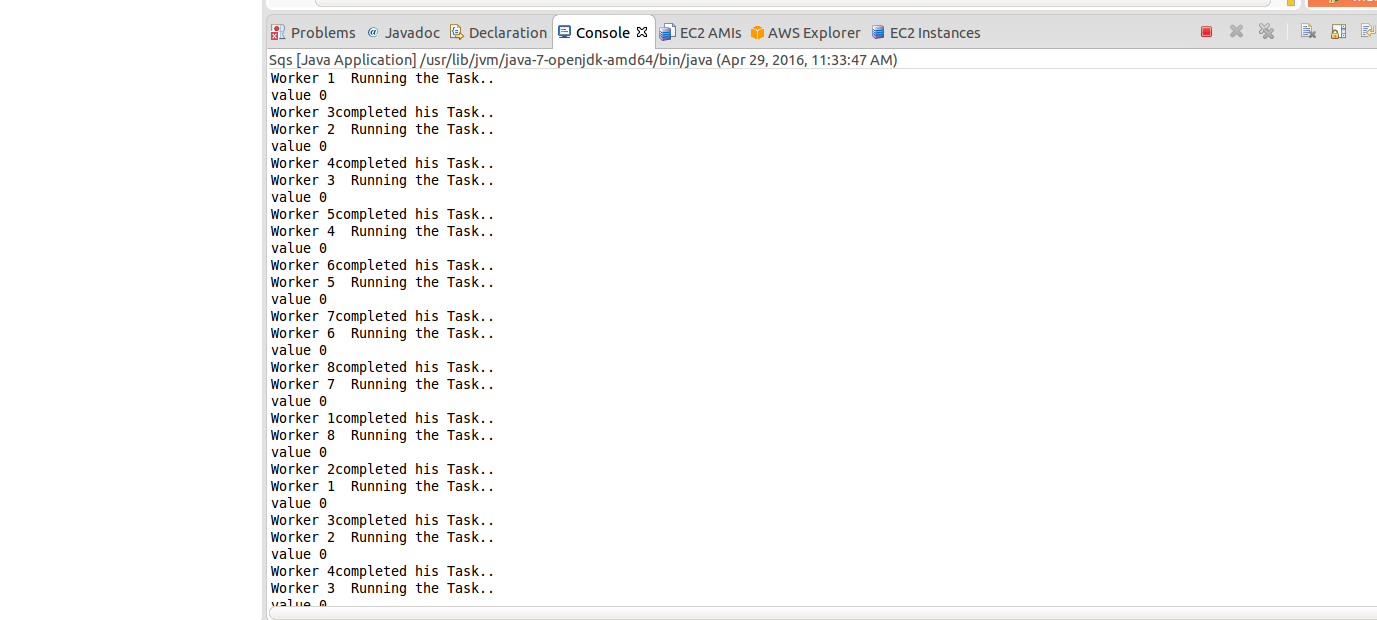 Problems @ Javadoc Declaration Console EC2 AMIs AWS Explorer EC2 Instances
Sqs [Java Application] /usr/lib/jvm/java-7-openjdk-amd64/bin/java (Apr 29, 2016, 11:33:47 AM)
Worker 1  Running the Task..
value 0
Worker 3completed his Task..
Worker 2  Running the Task..
value 0
Worker 4completed his Task..
Worker 3  Running the Task..
value 0
Worker 5completed his Task..
Worker 4  Running the Task..
value 0
Worker 6completed his Task..
Worker 5  Running the Task..
value 0
Worker 7completed his Task..
Worker 6  Running the Task..
value 0
Worker 8completed his Task..
Worker 7  Running the Task..
value 0
Worker 1completed his Task..
Worker 8  Running the Task..
value 0
Worker 2completed his Task..
Worker 1  Running the Task..
value 0
Worker 3completed his Task..
Worker 2  Running the Task..
value 0
Worker 4completed his Task..
Worker 3  Running the Task..
value 0